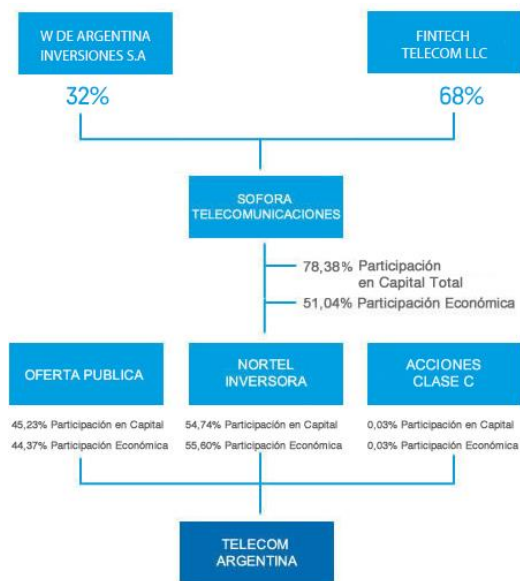 W DE ARGENTINA
INVERSIONES S.A
FINTECH
TELECOM LLC
32%
68%
SOFORA
TELECOMUNICACIONES
78,38% Participación
en Capital Total
51,04% Participación Económica
OFERTA PUBLICA
NORTEL
INVERSORA
ACCIONES
CLASE C
45,23% Participación en Capital
54,74% Participación en Capital
0,03% Participación en Capital
44,37% Participación Económica
55,60% Participación Económica
0,03% Participación Económica
TELECOM
ARGENTINA